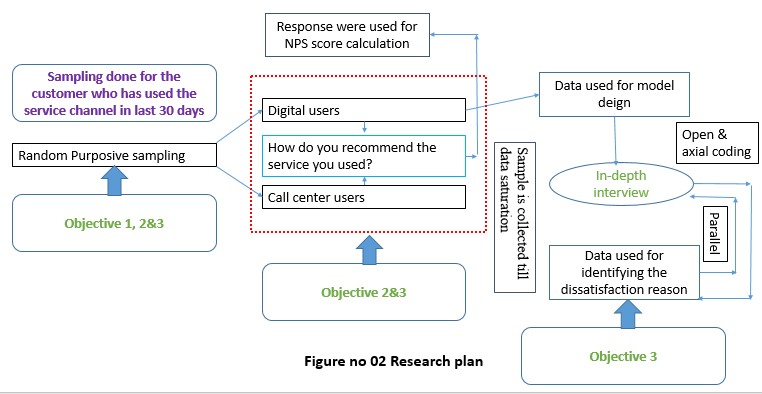 Response were used for
NPS score calculation
Sampling done for the
customer who has used the
service channel in last 30 days
Digital users
Data used for model
deign
Random Purposive sampling
How do you recommend the
service you used?
Open &
axial coding
Call center users
Sample is collected till
data saturation
In-depth
interview
Parallel
Objective 1, 2&3
Data used for
identifying the
dissatisfaction reason
Objective 2&3
Objective 3
Figure no 02 Research plan